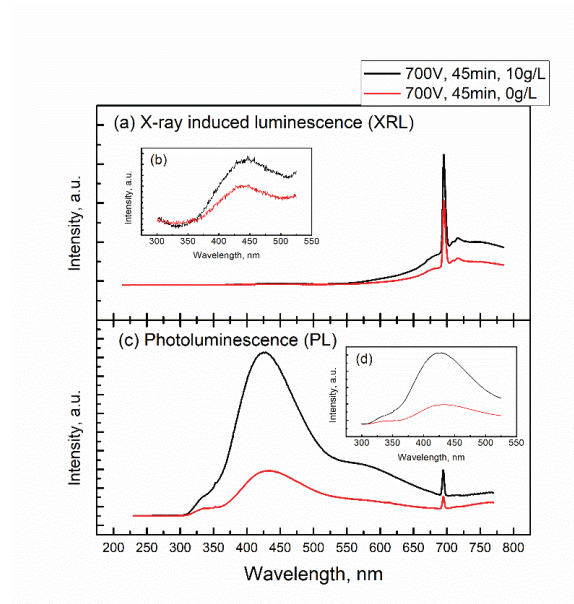 700V, 45min, 10g/L
700V, 45min, 0g/L
(a) X-ray induced luminescence (XRL)
Intensity, a.u.
(b)
Intensity, a.u.
300 350 400 450 500 550
Wavelength, nm
(c) Photoluminescence (PL)
Intensity, a.u.
(d)
Intensity, a.u.
300 350 400 450 500 550
Wavelength, nm
200 250 300 350 400 450 500 550 600 650 700 750 800
Wavelength, nm